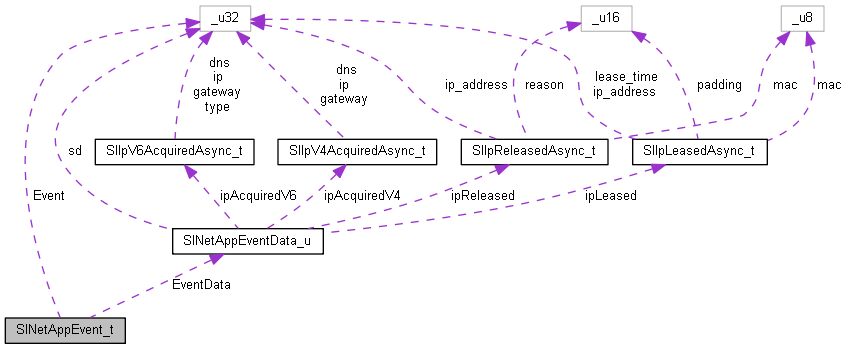 _u32
_u16
_u8
dns
ip
gateway
type
dns
ip
gateway
ip_address
reason
lease_time
ip_address
padding
mac
mac
sd
SlIpV6AcquiredAsync_t
SlIpV4AcquiredAsync_t
SlIpReleasedAsync_t
SlIpLeasedAsync_t
Event
ipAcquiredV6
ipAcquiredV4
ipReleased
ipLeased
SlNetAppEventData_u
EventData
SlNetAppEvent_t